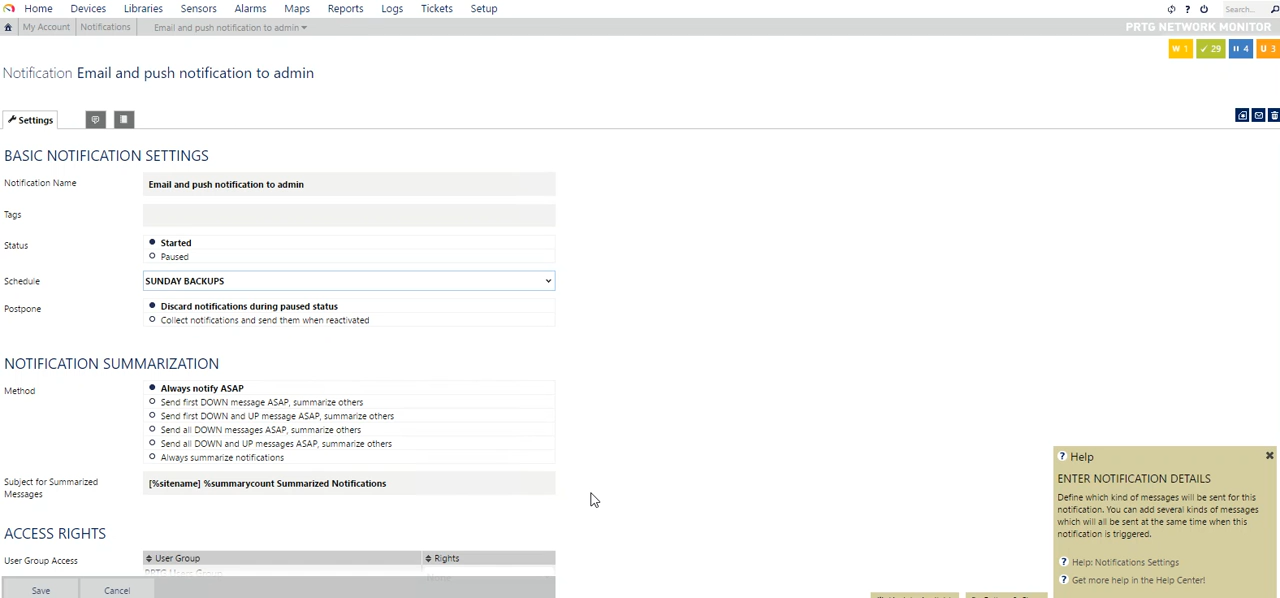 Home Devices Libraries Sensors Alarms Maps Reports Logs Tickets Setup ? Search...
My Account Notifications Email and push notification to admin PRTG NETWORK MONITOR
W 1 ✓ 29 II 4 U 3
Notification Email and push notification to admin
Settings
BASIC NOTIFICATION SETTINGS
Notification Name Email and push notification to admin
Tags
Status Started
Paused
Schedule SUNDAY BACKUPS
Postpone Discard notifications during paused status
Collect notifications and send them when reactivated
NOTIFICATION SUMMARIZATION
Method Always notify ASAP
Send first DOWN message ASAP, summarize others
Send first DOWN and UP message ASAP, summarize others
Send all DOWN messages ASAP, summarize others
Send all DOWN and UP messages ASAP, summarize others
Always summarize notifications
Subject for Summarized
Messages
[%sitename] %summarycount Summarized Notifications
ACCESS RIGHTS
User Group Access User Group Rights
Save Cancel
? Help
ENTER NOTIFICATION DETAILS
Define which kind of messages will be sent for this
notification. You can add several kinds of messages
which will all be sent at the same time when this
notification is triggered.
? Help: Notifications Settings
? Get more help in the Help Center!